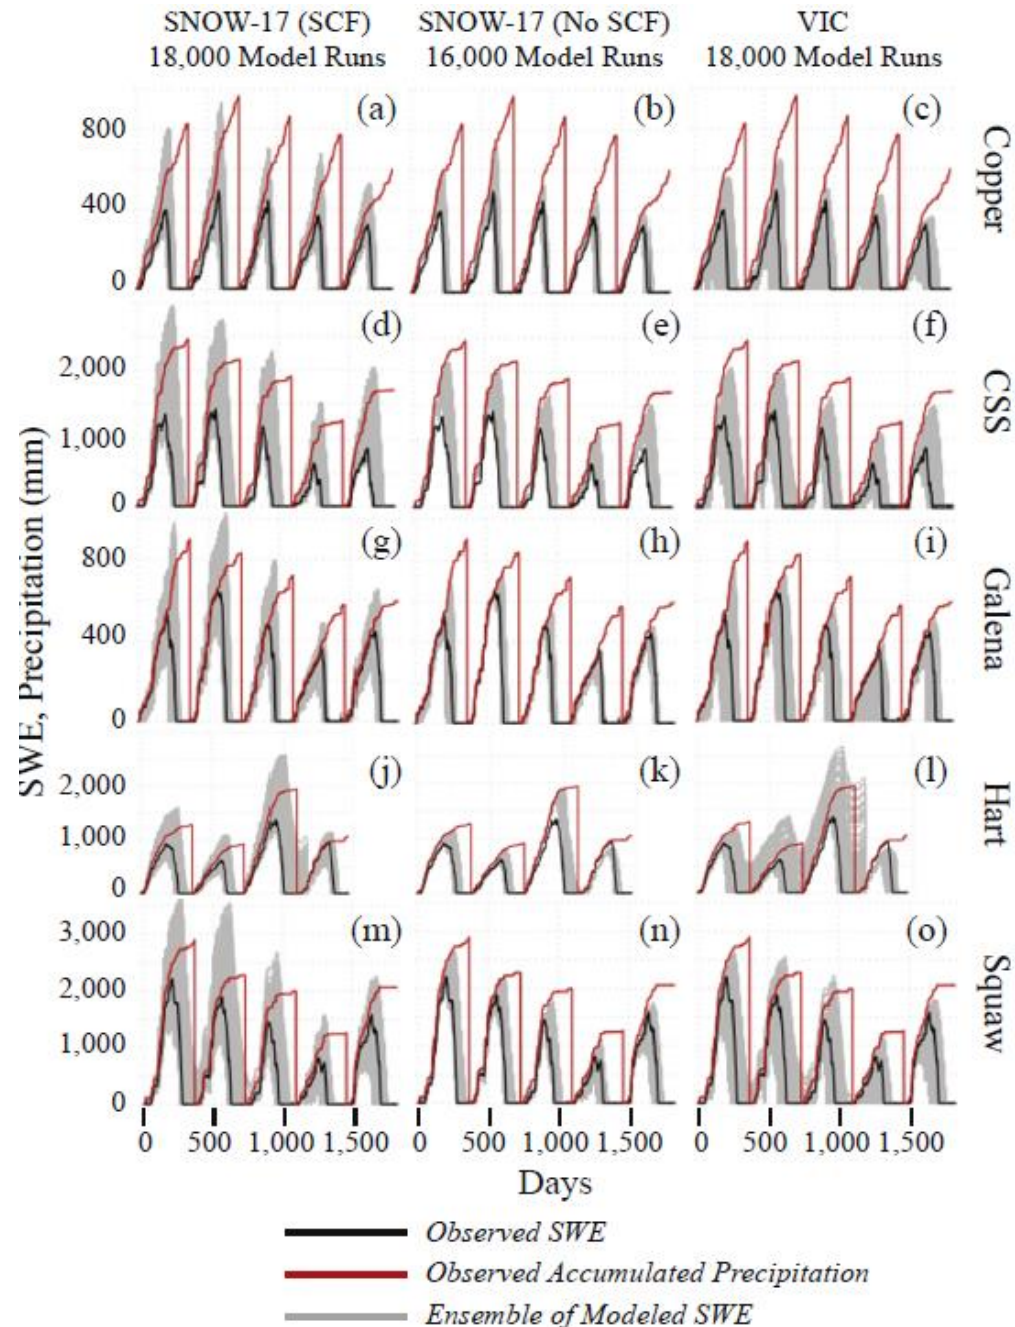 SNOW-17 (SCF) SNOW-17 (No SCF) VIC
18,000 Model Runs 16,000 Model Runs 18,000 Model Runs
SWE, Precipitation (mm)
800 (a) (b) (c) Copper
400
0
(d) (e) (f) CSS
2,000
1,000
0
(g) (h) (i) Galena
800
400
0
(j) (k) (l) Hart
2,000
1,000
0
(m) (n) (o) Squaw
3,000
2,000
1,000
0
0 500 1,000 1,500 0 500 1,000 1,500 0 500 1,000 1,500
Days
Observed SWE
Observed Accumulated Precipitation
Ensemble of Modeled SWE